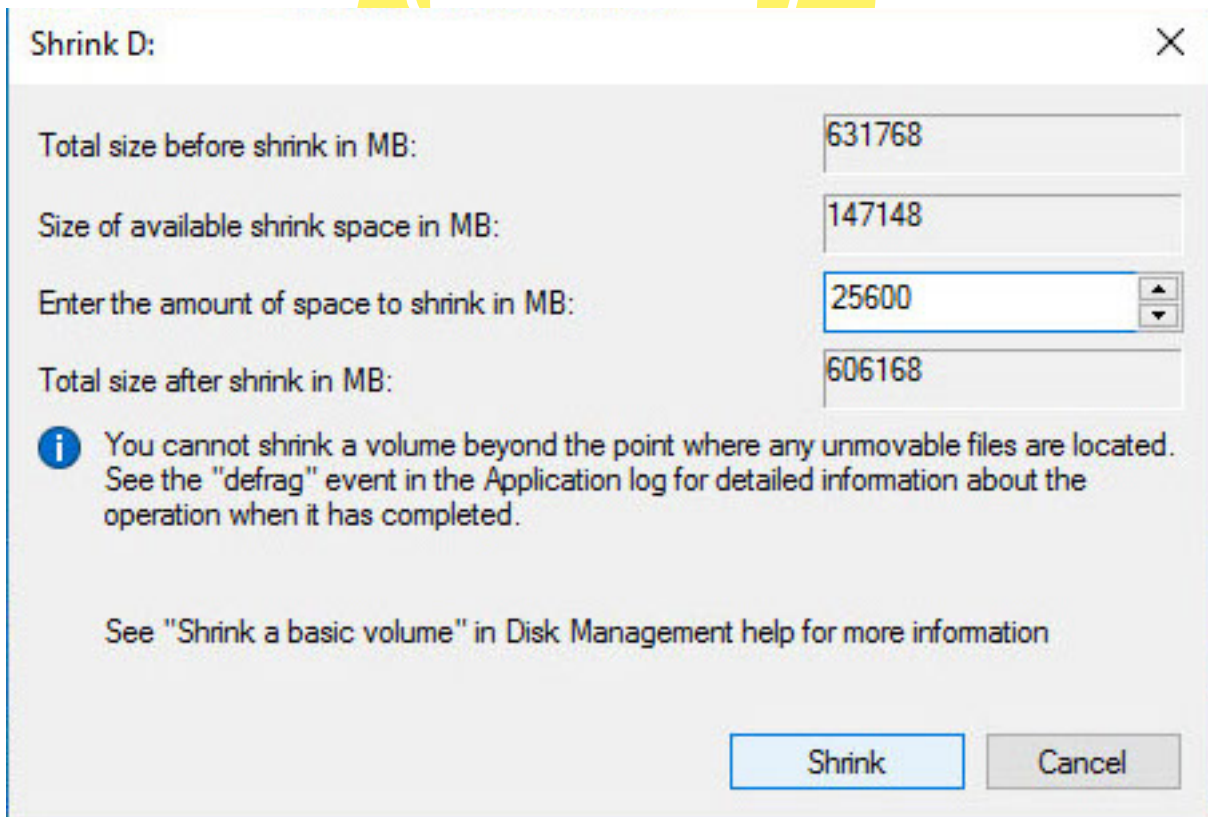 Shrink D:
Total size before shrink in MB:
631768
Size of available shrink space in MB:
147148
Enter the amount of space to shrink in MB:
25600
Total size after shrink in MB:
606168
You cannot shrink a volume beyond the point where any unmovable files are located.
See the "defrag" event in the Application log for detailed information about the
operation when it has completed.
See "Shrink a basic volume" in Disk Management help for more information
Shrink
Cancel